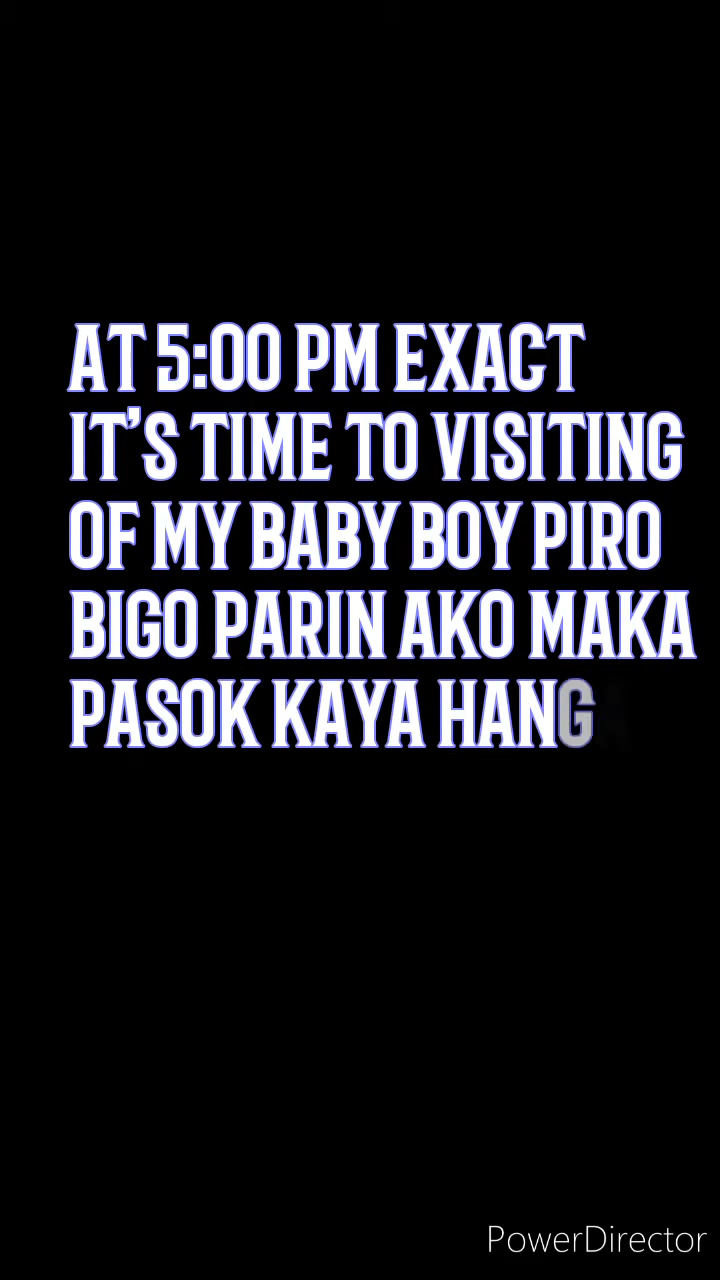 AT 5:00 PM EXACT
IT'S TIME TO VISITING
OF MY BABY BOY PIRO
BIGO PARIN AKO MAKA
PASOK KAYA HANG
PowerDirector